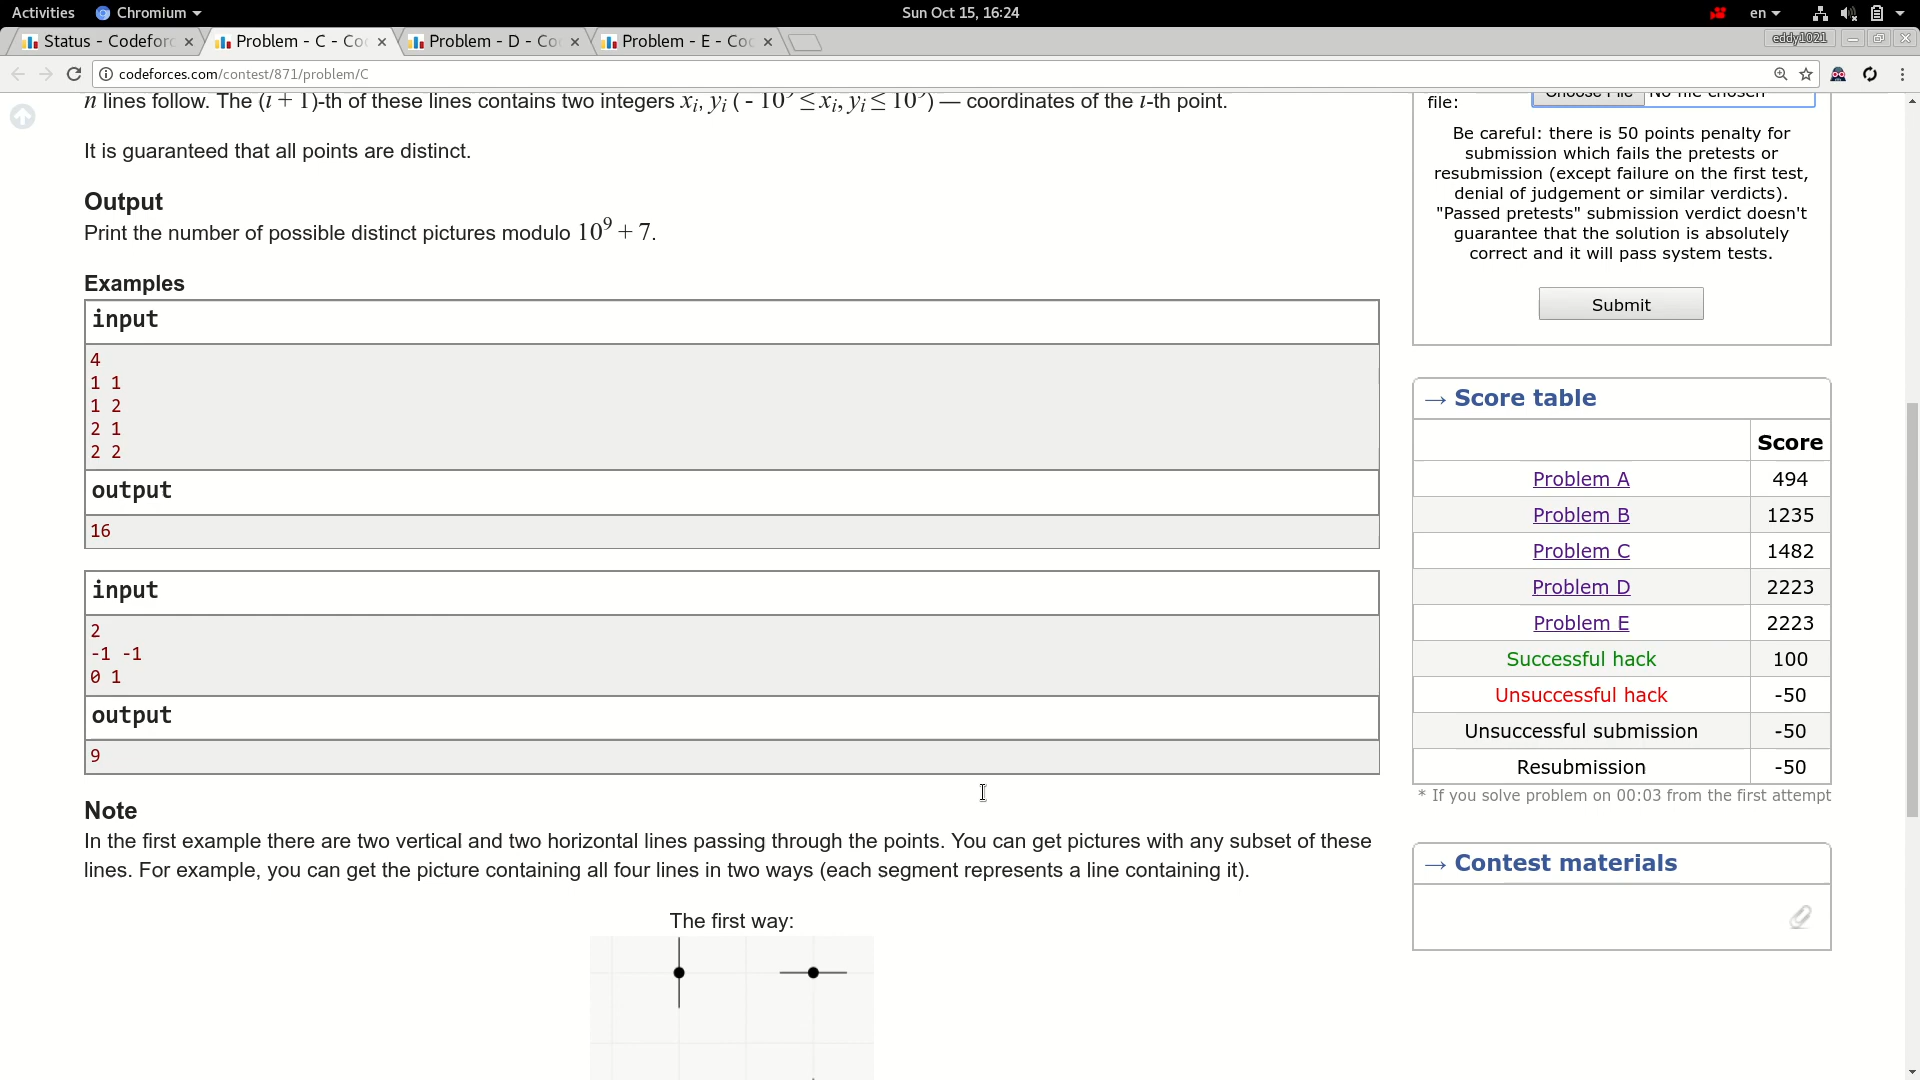 Activities Chromium Sun Oct 15, 16:24 en
Status - Codeforc Problem - C - Co Problem - D - Co Problem - E - Co eddy1021
codeforces.com/contest/871/problem/C
n lines follow. The (i + 1)-th of these lines contains two integers xi, yi ( - 10⁹ ≤ xi, yi ≤ 10⁹) — coordinates of the i-th point.
It is guaranteed that all points are distinct.
Output
Print the number of possible distinct pictures modulo 10⁹ + 7.
Examples
input
4
1 1
1 2
2 1
2 2
output
16
input
2
-1 -1
0 1
output
9
Note
In the first example there are two vertical and two horizontal lines passing through the points. You can get pictures with any subset of these
lines. For example, you can get the picture containing all four lines in two ways (each segment represents a line containing it).
The first way:
file: Choose File No file chosen
Be careful: there is 50 points penalty for
submission which fails the pretests or
resubmission (except failure on the first test,
denial of judgement or similar verdicts).
"Passed pretests" submission verdict doesn't
guarantee that the solution is absolutely
correct and it will pass system tests.
Submit
→ Score table
Score
Problem A 494
Problem B 1235
Problem C 1482
Problem D 2223
Problem E 2223
Successful hack 100
Unsuccessful hack -50
Unsuccessful submission -50
Resubmission -50
* If you solve problem on 00:03 from the first attempt
→ Contest materials